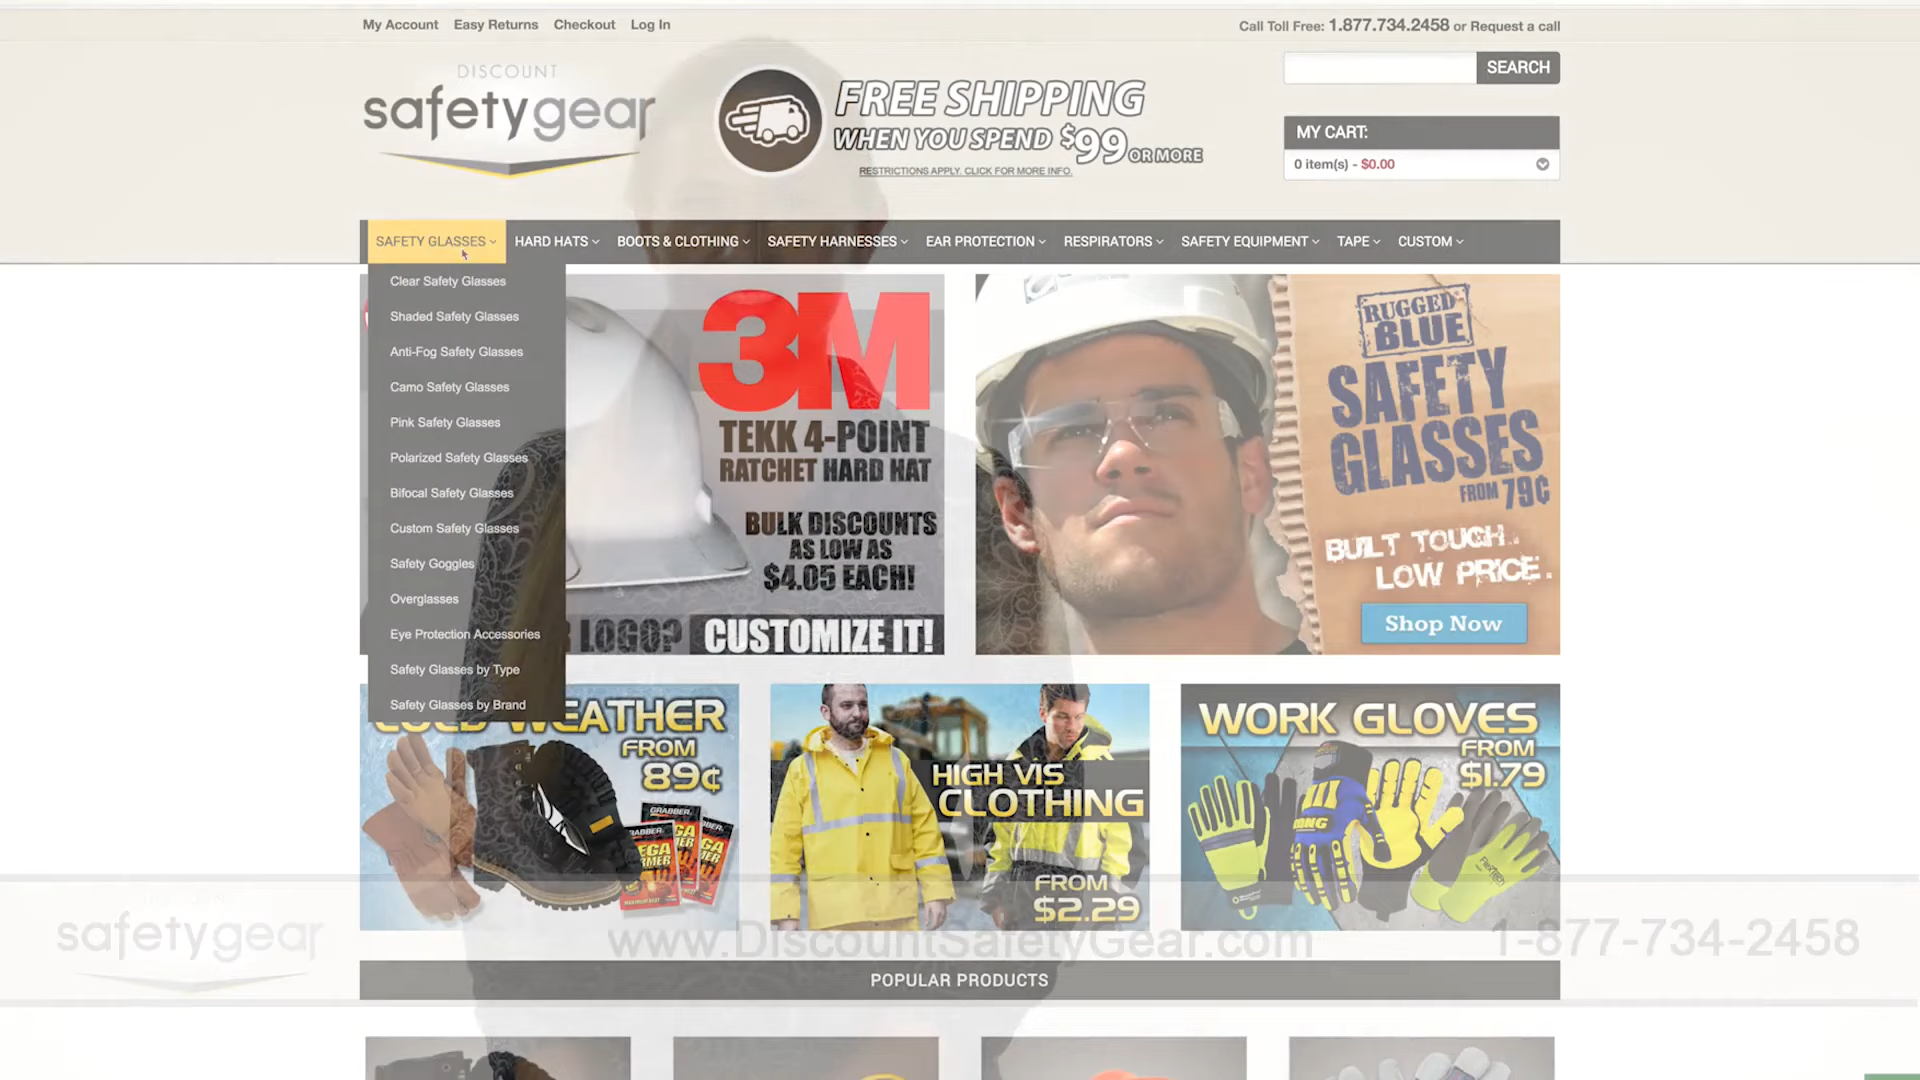 My Account Easy Returns Checkout Log In
Call Toll Free: 1.877.734.2458 or Request a call
DISCOUNT
safetygear
FREE SHIPPING
WHEN YOU SPEND $99 OR MORE
RESTRICTIONS APPLY. CLICK FOR MORE INFO.
SEARCH
MY CART:
0 item(s) - $0.00
SAFETY GLASSES HARD HATS BOOTS & CLOTHING SAFETY HARNESSES EAR PROTECTION RESPIRATORS SAFETY EQUIPMENT TAPE CUSTOM
Clear Safety Glasses
Shaded Safety Glasses
Anti-Fog Safety Glasses
Camo Safety Glasses
Pink Safety Glasses
Polarized Safety Glasses
Bifocal Safety Glasses
Custom Safety Glasses
Safety Goggles
Overglasses
Eye Protection Accessories
Safety Glasses by Type
Safety Glasses by Brand
3M
TEKK 4-POINT
RATCHET HARD HAT
BULK DISCOUNTS
AS LOW AS
$4.05 EACH!
LOGO? CUSTOMIZE IT!
RUGGED
BLUE
SAFETY
GLASSES
FROM 79¢
BUILT TOUGH..
LOW PRICE.
Shop Now
WEATHER
FROM
89¢
GRABBER
HIGH VIS
CLOTHING
FROM
$2.29
WORK GLOVES
FROM
$1.79
safetygear
www.DiscountSafetyGear.com
1-877-734-2458
POPULAR PRODUCTS